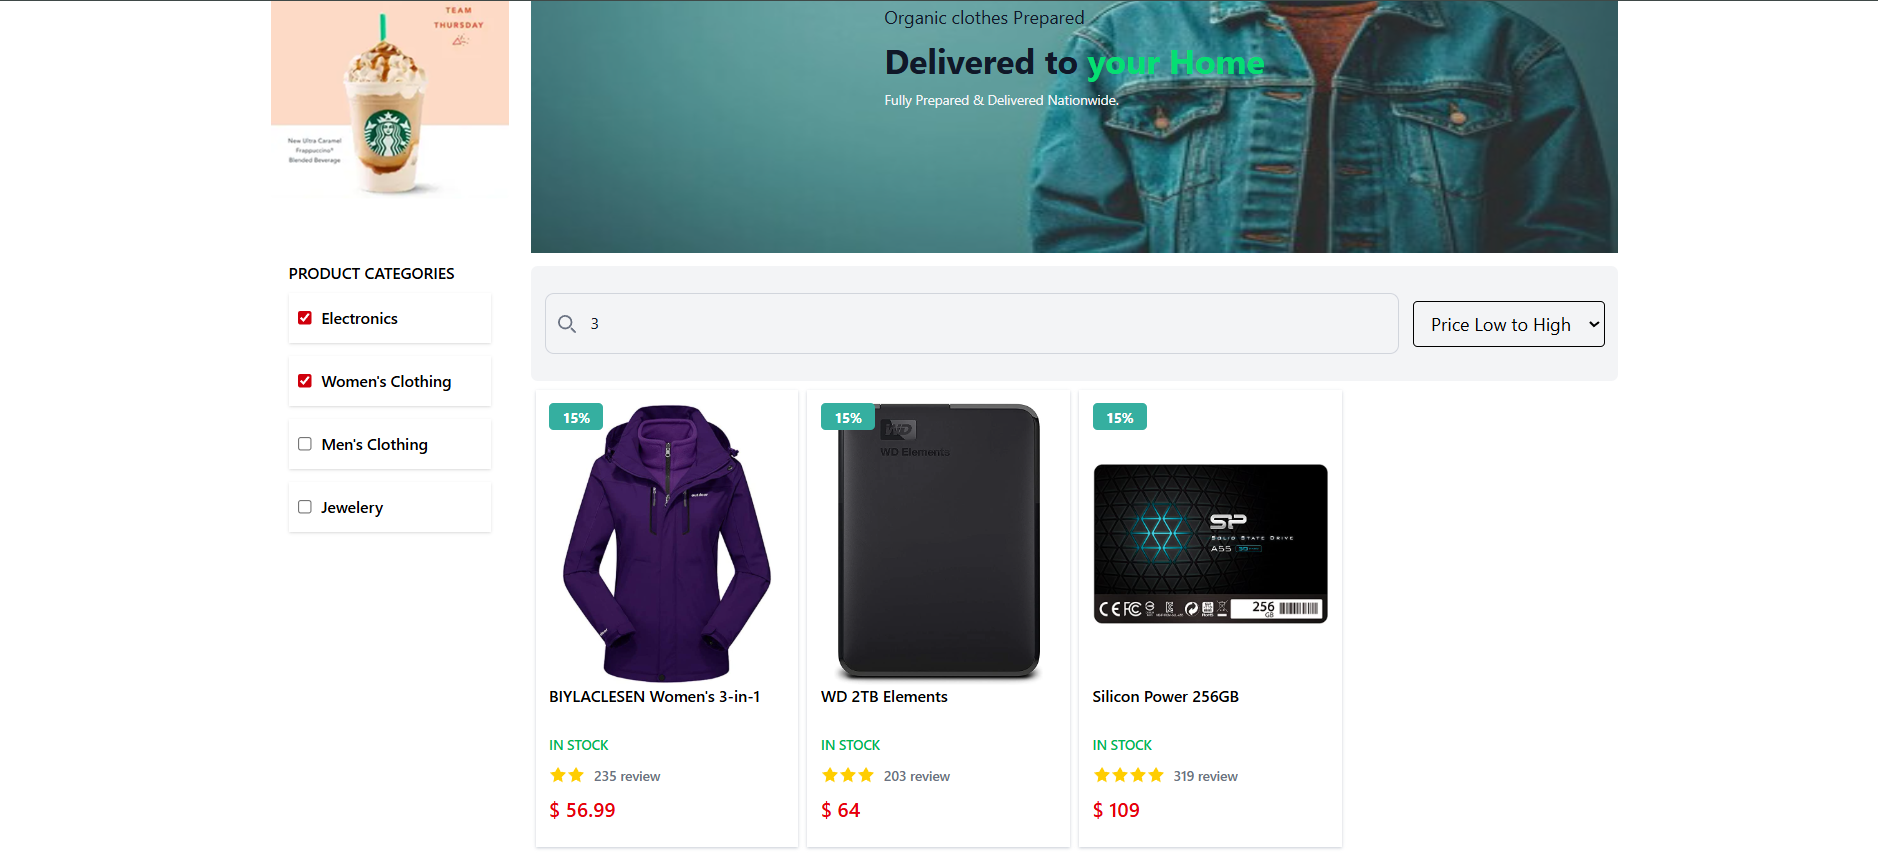 TEAM
THURSDAY
New Ultra Caramel
Frappuccino®
Blended Beverage
Organic clothes Prepared
Delivered to your Home
Fully Prepared & Delivered Nationwide.
PRODUCT CATEGORIES
Electronics
Women's Clothing
Men's Clothing
Jewelery
3
Price Low to High
15%
15%
15%
WD
WD Elements
SP
SOLID STATE DRIVE
A55
256
GB
BIYLACLESEN Women's 3-in-1
IN STOCK
235 review
$ 56.99
WD 2TB Elements
IN STOCK
203 review
$ 64
Silicon Power 256GB
IN STOCK
319 review
$ 109